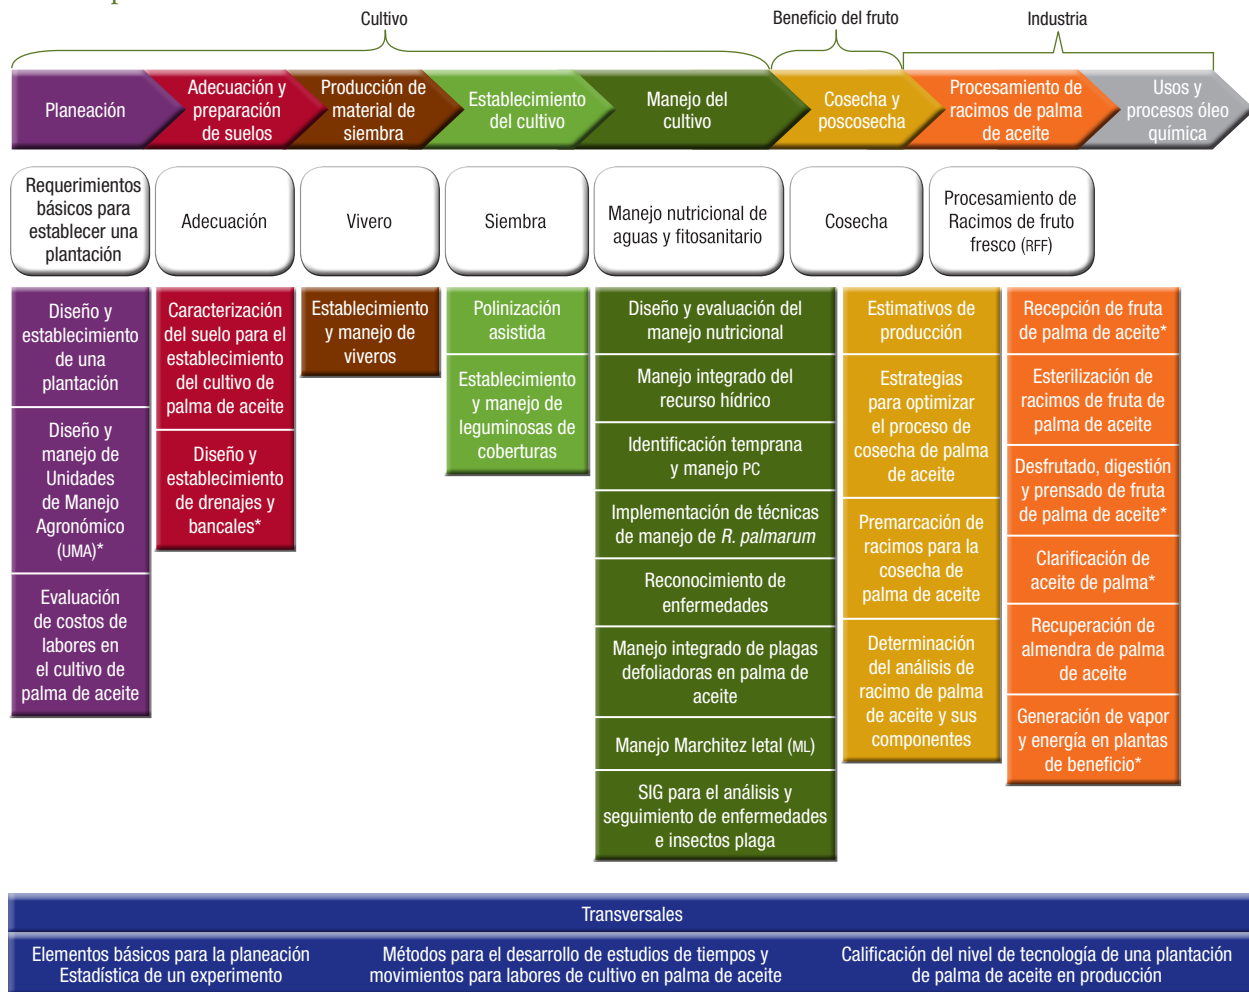 Cultivo
Beneficio del fruto
Industria
Planeación
Adecuación y
preparación
de suelos
Producción de
material de
siembra
Establecimiento
del cultivo
Manejo del
cultivo
Cosecha y
poscosecha
Procesamiento de
racimos de palma
de aceite
Usos y
procesos óleo
química
Requerimientos
básicos para
establecer una
plantación
Adecuación
Vivero
Siembra
Manejo nutricional de
aguas y fitosanitario
Cosecha
Procesamiento de
Racimos de fruto
fresco (RFF)
Diseño y
establecimiento
de una
plantación
Diseño y
manejo de
Unidades
de Manejo
Agronómico
(UMA)*
Evaluación
de costos de
labores en
el cultivo de
palma de aceite
Caracterización
del suelo para el
establecimiento
del cultivo de
palma de aceite
Diseño y
establecimiento
de drenajes y
bancales*
Establecimiento
y manejo de
viveros
Polinización
asistida
Establecimiento
y manejo de
leguminosas de
coberturas
Diseño y evaluación del
manejo nutricional
Manejo integrado del
recurso hídrico
Identificación temprana
y manejo PC
Implementación de técnicas
de manejo de R. palmarum
Reconocimiento de
enfermedades
Manejo integrado de plagas
defoliadoras en palma de
aceite
Manejo Marchitez letal (ML)
SIG para el análisis y
seguimiento de enfermedades
e insectos plaga
Estimativos de
producción
Estrategias
para optimizar
el proceso de
cosecha de palma
de aceite
Premarcación de
racimos para la
cosecha de
palma de aceite
Determinación
del análisis de
racimo de palma
de aceite y sus
componentes
Recepción de fruta
de palma de aceite*
Esterilización de
racimos de fruta de
palma de aceite
Desfrutado, digestión
y prensado de fruta
de palma de aceite*
Clarificación de
aceite de palma*
Recuperación de
almendra de palma
de aceite
Generación de vapor
y energía en plantas
de beneficio*
Transversales
Elementos básicos para la planeación
Estadística de un experimento
Métodos para el desarrollo de estudios de tiempos y
movimientos para labores de cultivo en palma de aceite
Calificación del nivel de tecnología de una plantación
de palma de aceite en producción